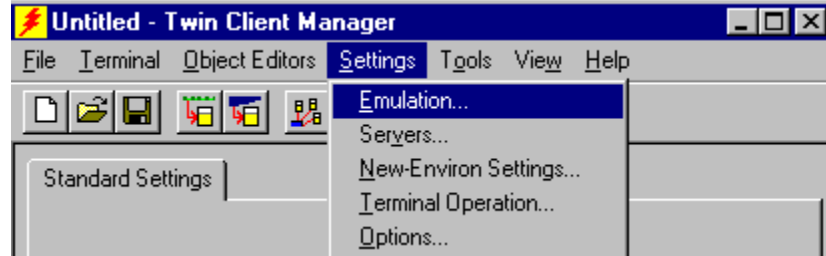 Untitled - Twin Client Manager
File Terminal Object Editors Settings Tools View Help
Emulation...
Servers...
New-Environ Settings...
Standard Settings
Terminal Operation...
Options...